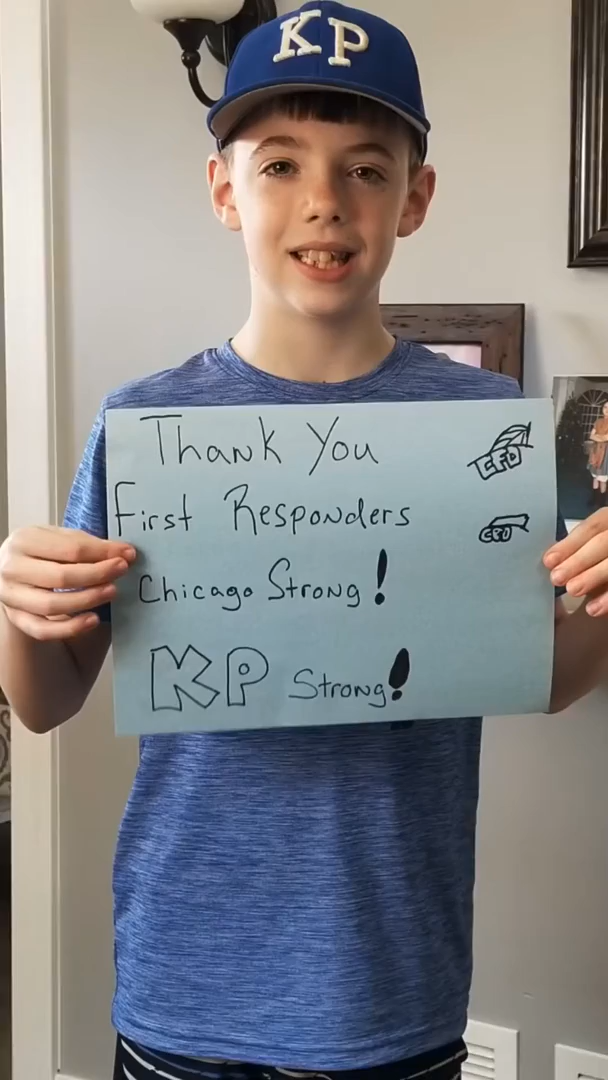 KP
Thank You
CFD
First Responders
CPD
Chicago Strong!
KP Strong!